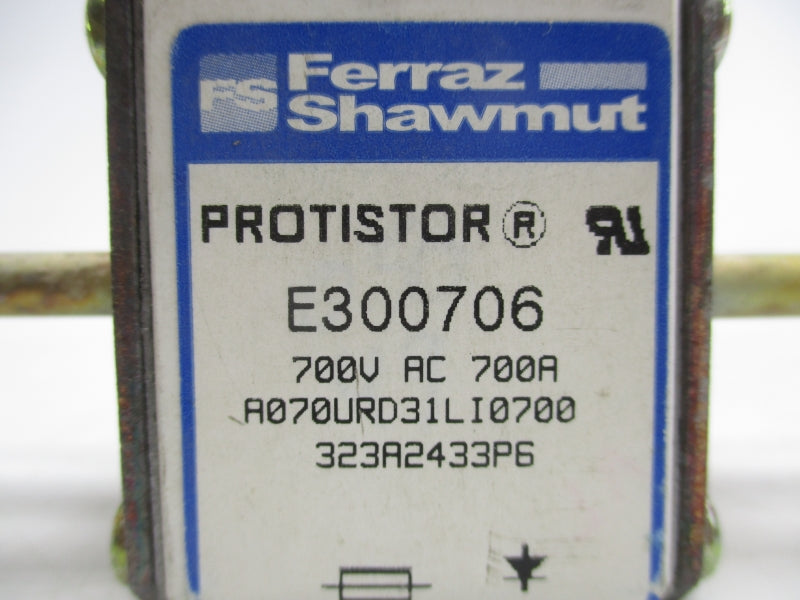 FS Ferraz
Shawmut
PROTISTOR®
E300706
700V AC 700A
A070URD31LI0700
323A2433P6